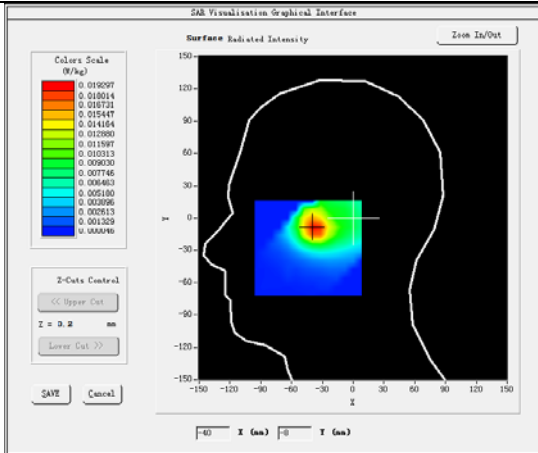 SAR Visualisation Graphical Interface
Surface Radiated Intensity
Zoom In/Out
Colors Scale
(W/kg)
0.019297
0.018014
0.016731
0.015447
0.014164
0.012880
0.011597
0.010313
0.009030
0.007746
0.006463
0.005180
0.003896
0.002613
0.001329
0.000046
150
120
90
60
30
0
-30
-60
-90
-120
-150
Y
-150 -120 -90 -60 -30 0 30 60 90 120 150
X
Z-Cuts Control
<< Upper Cut
Z = 0.2 mm
Lower Cut >>
SAVE Cancel
-40 X (mm) -8 Y (mm)